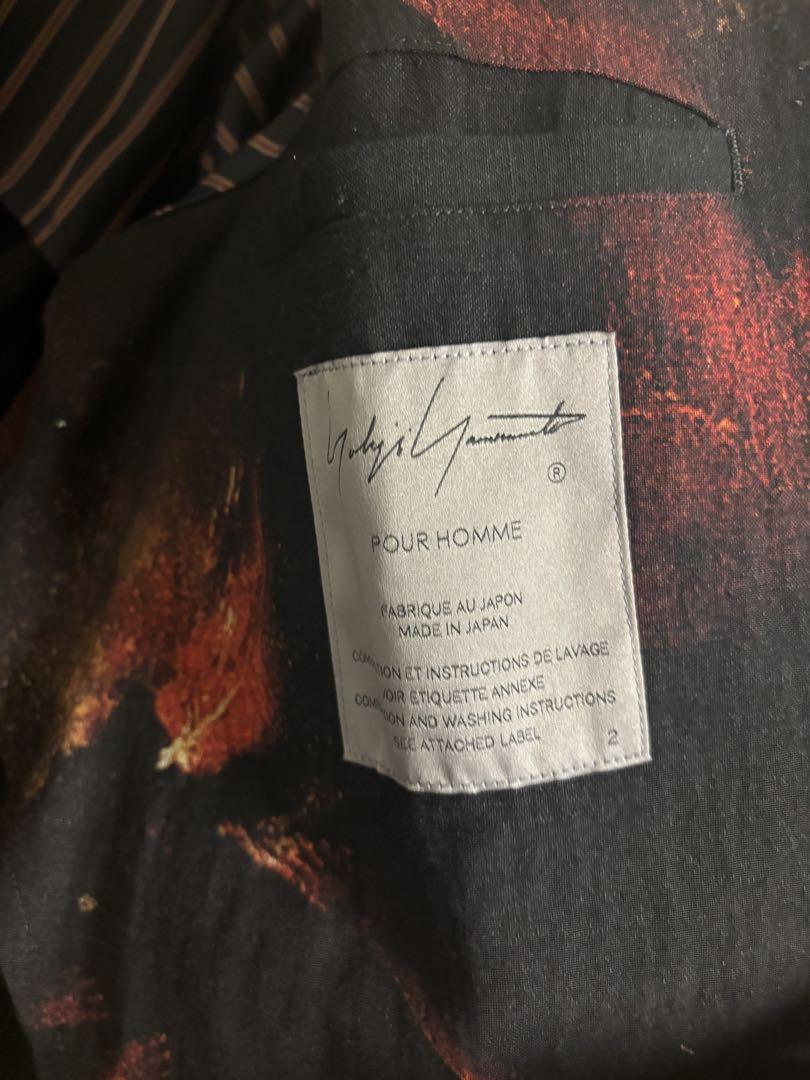 Yohji Yamamoto
®
POUR HOMME
FABRIQUE AU JAPON
MADE IN JAPAN
ET INSTRUCTIONS DE LAVAGE
VOIR ETIQUETTE ANNEXE
AND WASHING INSTRUCTIONS
SEE ATTACHED LABEL
2